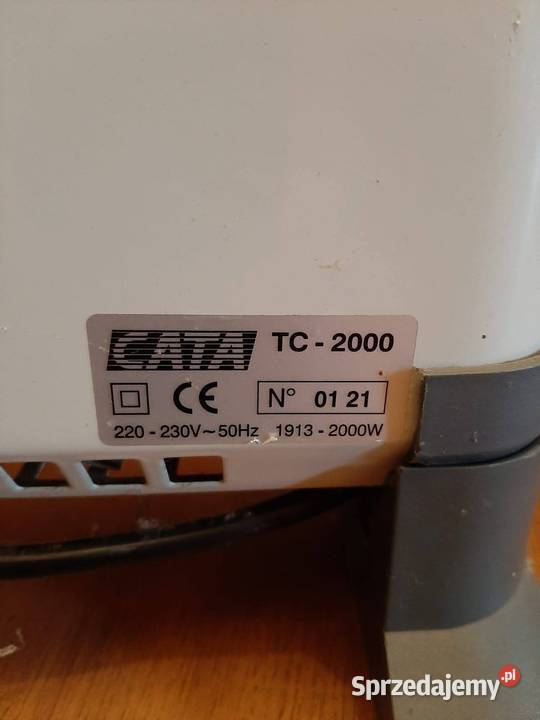 CATA TC - 2000
CE N° 01 21
220 - 230V ~ 50Hz 1913 - 2000W
Sprzedajemy.pl